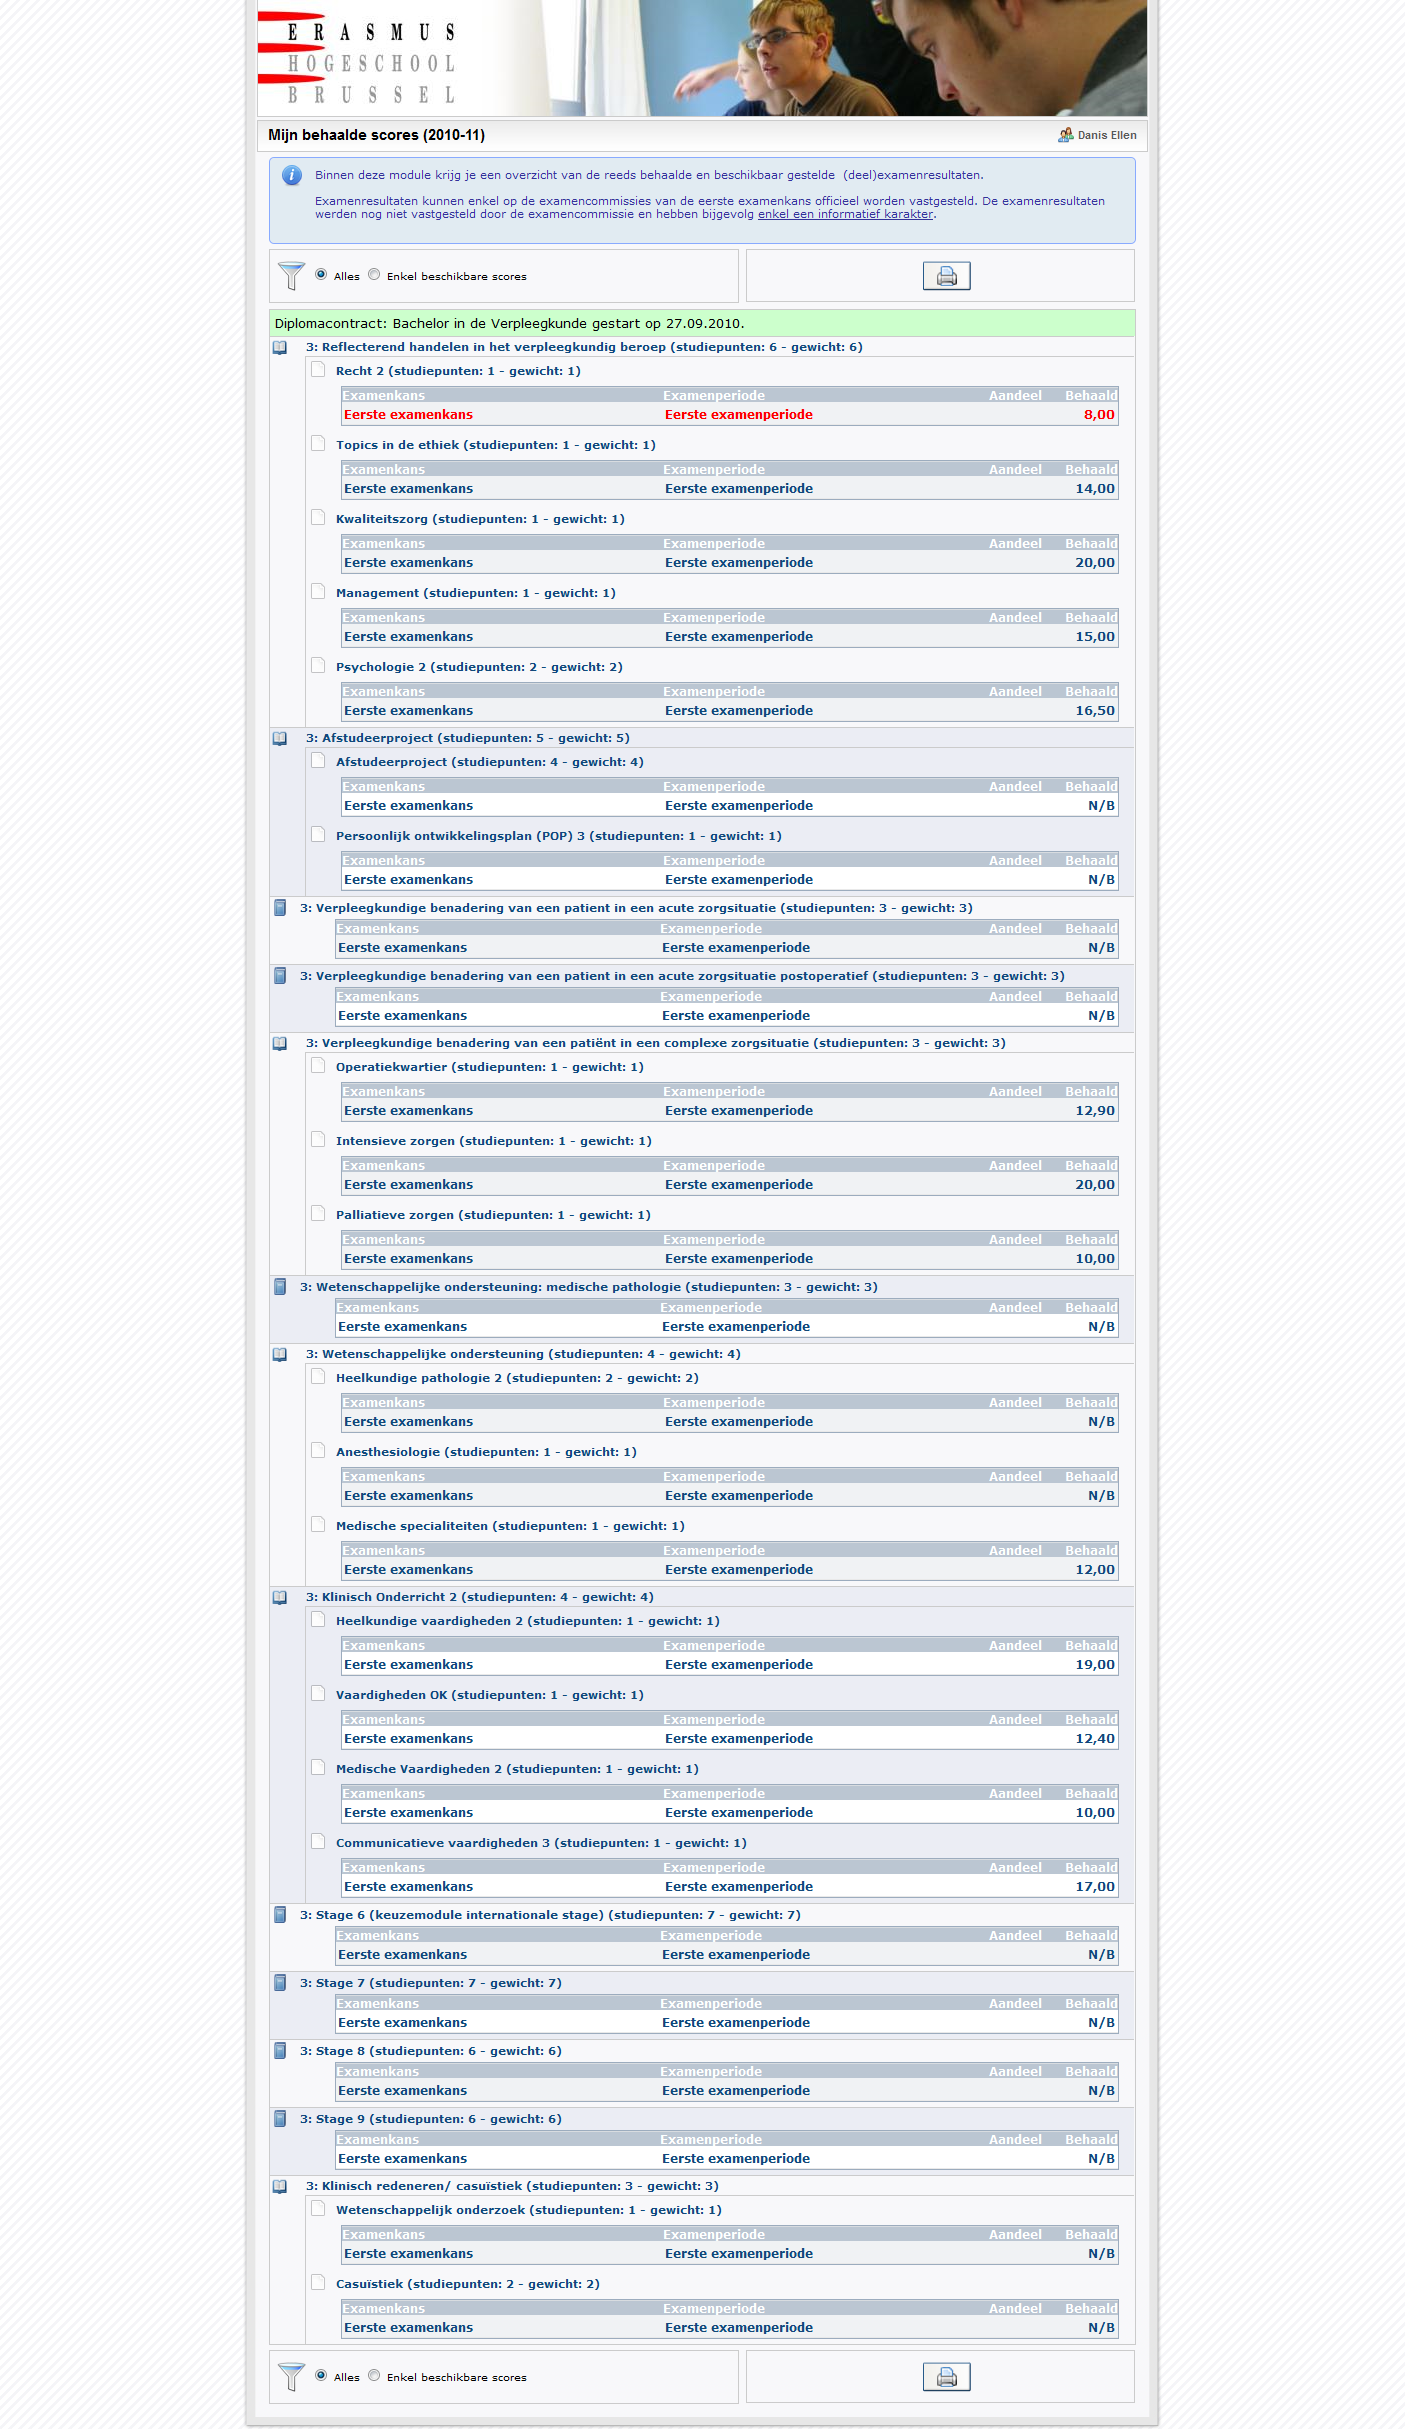 ERASMUS
HOGESCHOOL
BRUSSEL
Mijn behaalde scores (2010-11)
Danis Ellen
Binnen deze module krijg je een overzicht van de reeds behaalde en beschikbaar gestelde (deel)examenresultaten.
Examenresultaten kunnen enkel op de examencommissies van de eerste examenkans officieel worden vastgesteld. De examenresultaten
werden nog niet vastgesteld door de examencommissie en hebben bijgevolg enkel een informatief karakter.
Alles Enkel beschikbare scores
Diplomacontract: Bachelor in de Verpleegkunde gestart op 27.09.2010.
3: Reflecterend handelen in het verpleegkundig beroep (studiepunten: 6 - gewicht: 6)
Recht 2 (studiepunten: 1 - gewicht: 1)
Examenkans Examenperiode Aandeel Behaald
Eerste examenkans Eerste examenperiode 8,00
Topics in de ethiek (studiepunten: 1 - gewicht: 1)
Examenkans Examenperiode Aandeel Behaald
Eerste examenkans Eerste examenperiode 14,00
Kwaliteitszorg (studiepunten: 1 - gewicht: 1)
Examenkans Examenperiode Aandeel Behaald
Eerste examenkans Eerste examenperiode 20,00
Management (studiepunten: 1 - gewicht: 1)
Examenkans Examenperiode Aandeel Behaald
Eerste examenkans Eerste examenperiode 15,00
Psychologie 2 (studiepunten: 2 - gewicht: 2)
Examenkans Examenperiode Aandeel Behaald
Eerste examenkans Eerste examenperiode 16,50
3: Afstudeerproject (studiepunten: 5 - gewicht: 5)
Afstudeerproject (studiepunten: 4 - gewicht: 4)
Examenkans Examenperiode Aandeel Behaald
Eerste examenkans Eerste examenperiode N/B
Persoonlijk ontwikkelingsplan (POP) 3 (studiepunten: 1 - gewicht: 1)
Examenkans Examenperiode Aandeel Behaald
Eerste examenkans Eerste examenperiode N/B
3: Verpleegkundige benadering van een patient in een acute zorgsituatie (studiepunten: 3 - gewicht: 3)
Examenkans Examenperiode Aandeel Behaald
Eerste examenkans Eerste examenperiode N/B
3: Verpleegkundige benadering van een patient in een acute zorgsituatie postoperatief (studiepunten: 3 - gewicht: 3)
Examenkans Examenperiode Aandeel Behaald
Eerste examenkans Eerste examenperiode N/B
3: Verpleegkundige benadering van een patiënt in een complexe zorgsituatie (studiepunten: 3 - gewicht: 3)
Operatiekwartier (studiepunten: 1 - gewicht: 1)
Examenkans Examenperiode Aandeel Behaald
Eerste examenkans Eerste examenperiode 12,90
Intensieve zorgen (studiepunten: 1 - gewicht: 1)
Examenkans Examenperiode Aandeel Behaald
Eerste examenkans Eerste examenperiode 20,00
Palliatieve zorgen (studiepunten: 1 - gewicht: 1)
Examenkans Examenperiode Aandeel Behaald
Eerste examenkans Eerste examenperiode 10,00
3: Wetenschappelijke ondersteuning: medische pathologie (studiepunten: 3 - gewicht: 3)
Examenkans Examenperiode Aandeel Behaald
Eerste examenkans Eerste examenperiode N/B
3: Wetenschappelijke ondersteuning (studiepunten: 4 - gewicht: 4)
Heelkundige pathologie 2 (studiepunten: 2 - gewicht: 2)
Examenkans Examenperiode Aandeel Behaald
Eerste examenkans Eerste examenperiode N/B
Anesthesiologie (studiepunten: 1 - gewicht: 1)
Examenkans Examenperiode Aandeel Behaald
Eerste examenkans Eerste examenperiode N/B
Medische specialiteiten (studiepunten: 1 - gewicht: 1)
Examenkans Examenperiode Aandeel Behaald
Eerste examenkans Eerste examenperiode 12,00
3: Klinisch Onderricht 2 (studiepunten: 4 - gewicht: 4)
Heelkundige vaardigheden 2 (studiepunten: 1 - gewicht: 1)
Examenkans Examenperiode Aandeel Behaald
Eerste examenkans Eerste examenperiode 19,00
Vaardigheden OK (studiepunten: 1 - gewicht: 1)
Examenkans Examenperiode Aandeel Behaald
Eerste examenkans Eerste examenperiode 12,40
Medische Vaardigheden 2 (studiepunten: 1 - gewicht: 1)
Examenkans Examenperiode Aandeel Behaald
Eerste examenkans Eerste examenperiode 10,00
Communicatieve vaardigheden 3 (studiepunten: 1 - gewicht: 1)
Examenkans Examenperiode Aandeel Behaald
Eerste examenkans Eerste examenperiode 17,00
3: Stage 6 (keuzemodule internationale stage) (studiepunten: 7 - gewicht: 7)
Examenkans Examenperiode Aandeel Behaald
Eerste examenkans Eerste examenperiode N/B
3: Stage 7 (studiepunten: 7 - gewicht: 7)
Examenkans Examenperiode Aandeel Behaald
Eerste examenkans Eerste examenperiode N/B
3: Stage 8 (studiepunten: 6 - gewicht: 6)
Examenkans Examenperiode Aandeel Behaald
Eerste examenkans Eerste examenperiode N/B
3: Stage 9 (studiepunten: 6 - gewicht: 6)
Examenkans Examenperiode Aandeel Behaald
Eerste examenkans Eerste examenperiode N/B
3: Klinisch redeneren/ casuïstiek (studiepunten: 3 - gewicht: 3)
Wetenschappelijk onderzoek (studiepunten: 1 - gewicht: 1)
Examenkans Examenperiode Aandeel Behaald
Eerste examenkans Eerste examenperiode N/B
Casuïstiek (studiepunten: 2 - gewicht: 2)
Examenkans Examenperiode Aandeel Behaald
Eerste examenkans Eerste examenperiode N/B
Alles Enkel beschikbare scores